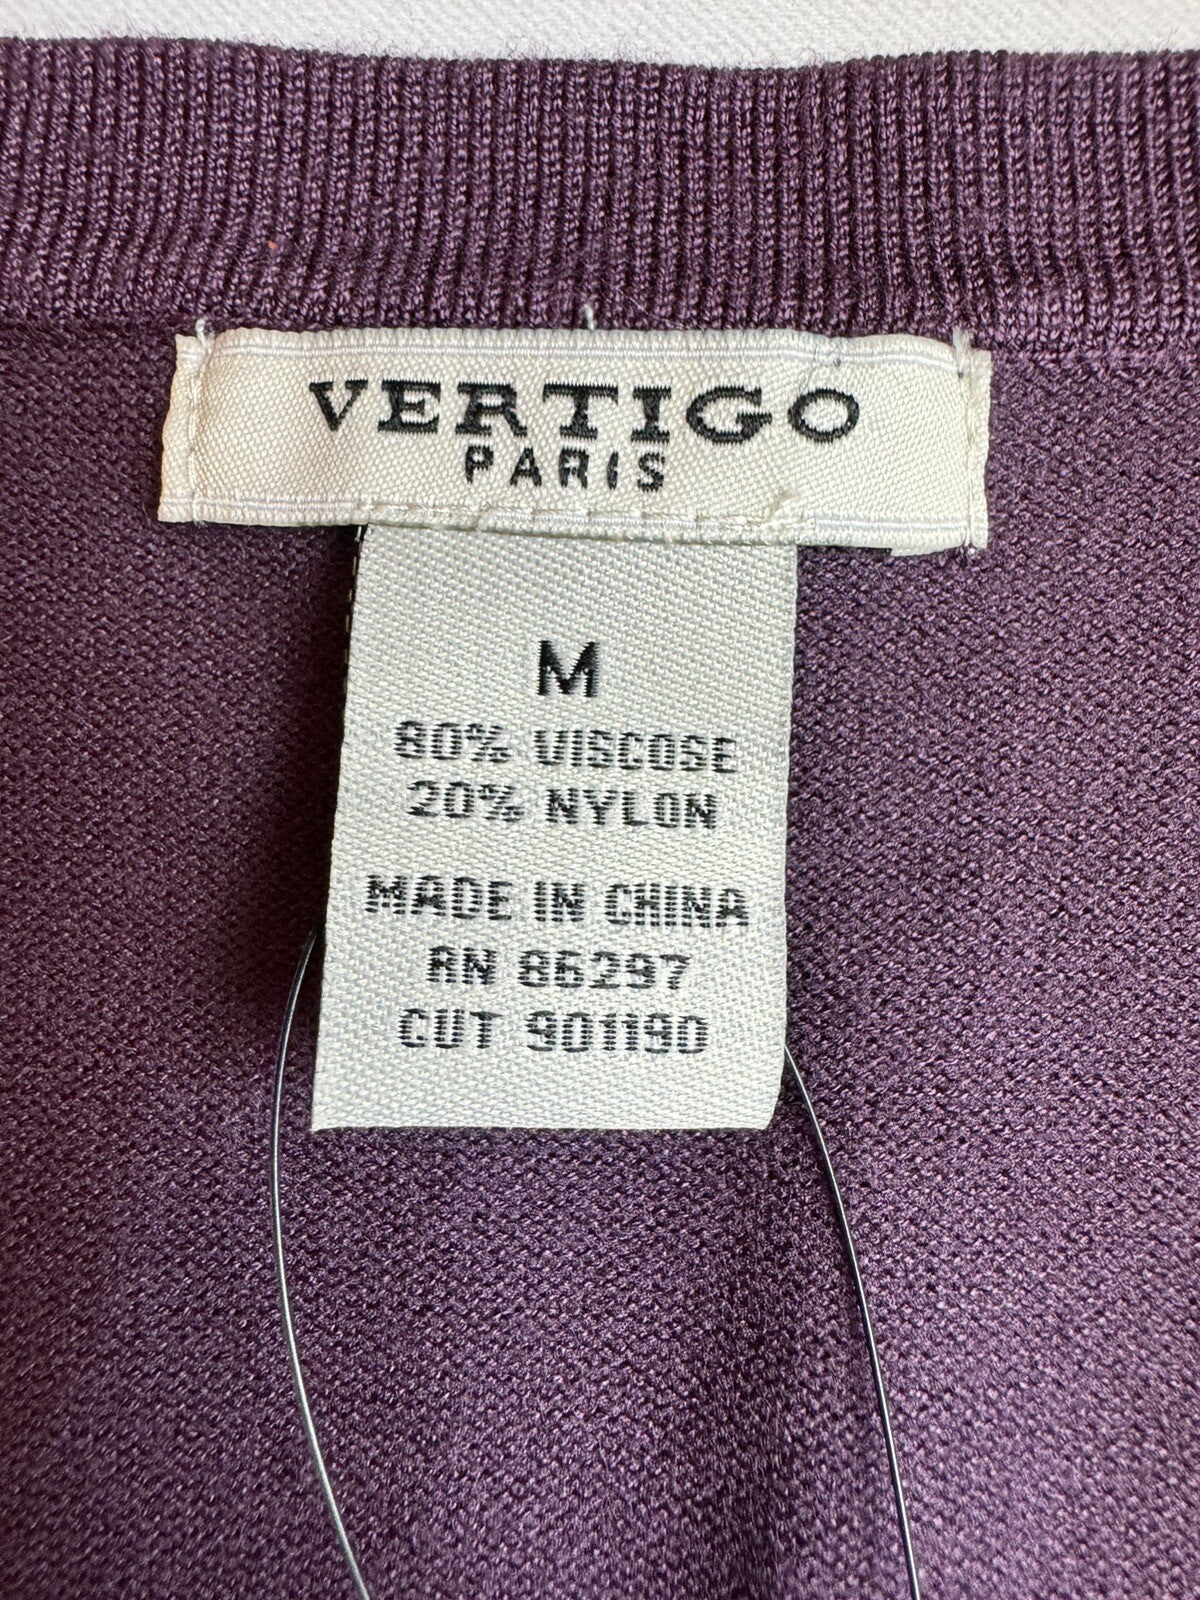 VERTIGO
PARIS
M
80% VISCOSE
20% NYLON
MADE IN CHINA
RN 86297
CUT 901190